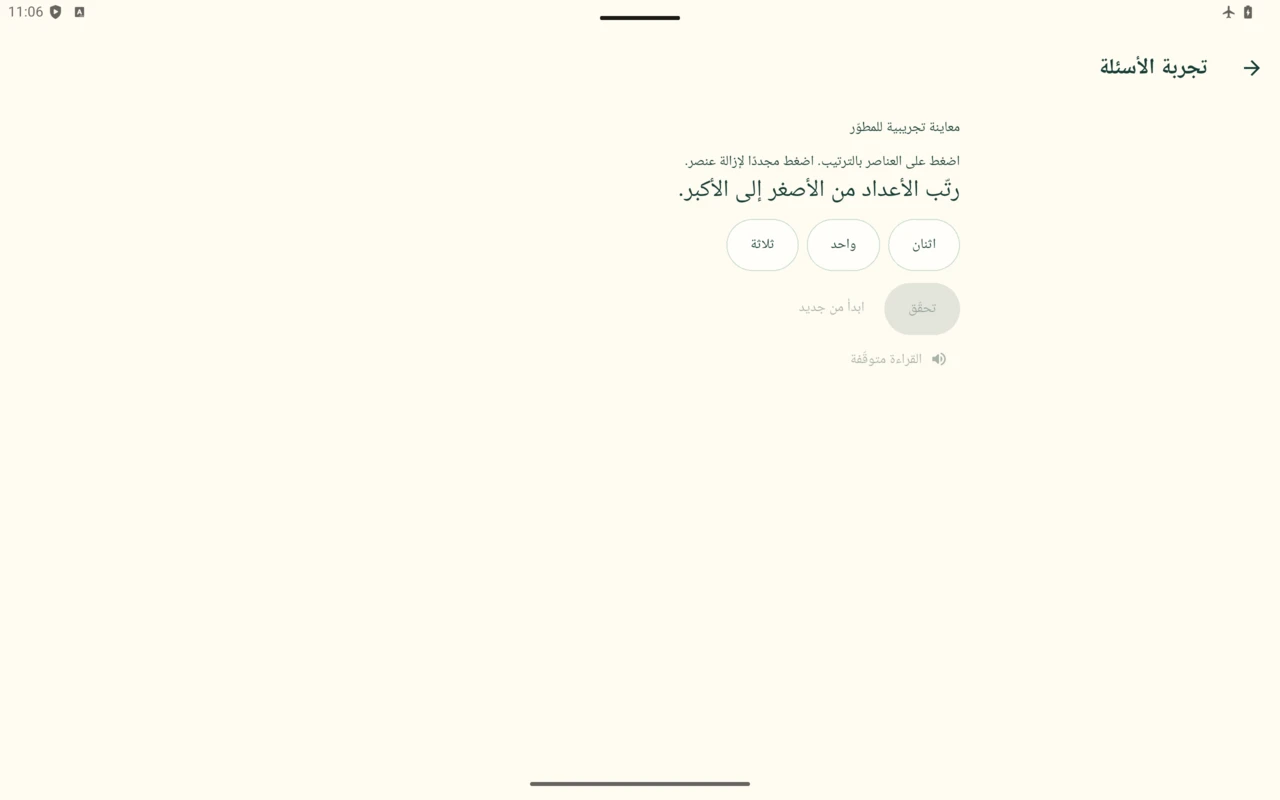 11:06
تجربة الأسئلة
معاينة تجريبية للمطوّر
اضغط على العناصر بالترتيب. اضغط مجددًا لإزالة عنصر.
رتّب الأعداد من الأصغر إلى الأكبر.
اثنان واحد ثلاثة
تحقَّق ابدأ من جديد
القراءة متوقَّفة